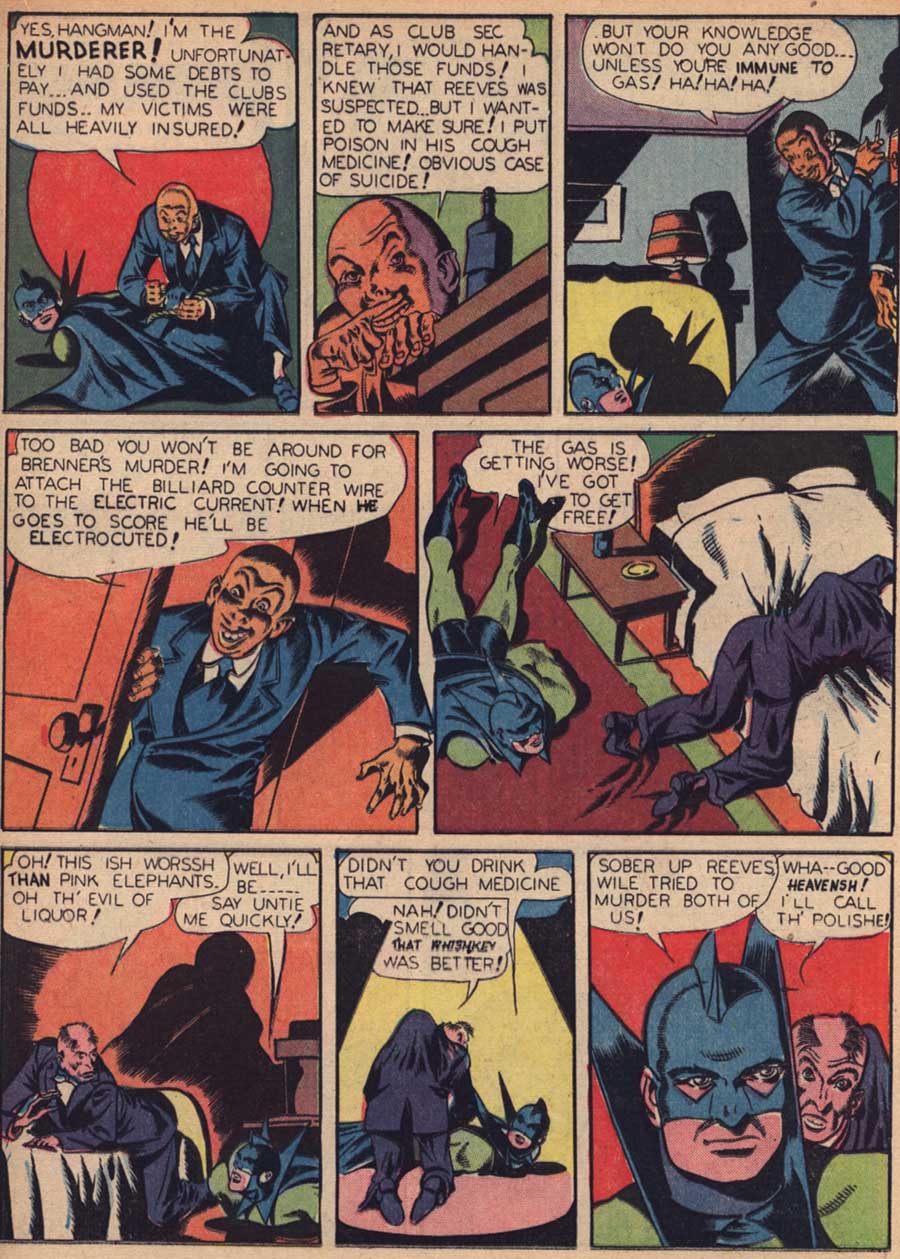 YES, HANGMAN! I'M THE
MURDERER! UNFORTUNAT-
ELY I HAD SOME DEBTS TO
PAY... AND USED THE CLUBS
FUNDS.. MY VICTIMS WERE
ALL HEAVILY INSURED!
AND AS CLUB SEC
RETARY, I WOULD HAN-
DLE THOSE FUNDS! I
KNEW THAT REEVES WAS
SUSPECTED...BUT I WANT-
ED TO MAKE SURE! I PUT
POISON IN HIS COUGH
MEDICINE! OBVIOUS CASE
OF SUICIDE!
BUT YOUR KNOWLEDGE
WON'T DO YOU ANY GOOD...
UNLESS YOU'RE IMMUNE TO
GAS! HA! HA! HA!
TOO BAD YOU WON'T BE AROUND FOR
BRENNER'S MURDER! I'M GOING TO
ATTACH THE BILLIARD COUNTER WIRE
TO THE ELECTRIC CURRENT! WHEN HE
GOES TO SCORE HE'LL BE
ELECTROCUTED!
THE GAS IS
GETTING WORSE!
I'VE GOT
TO GET
FREE!
OH! THIS ISH WORSSH
THAN PINK ELEPHANTS.
OH TH' EVIL OF
LIQUOR!
WELL, I'LL
BE-----
SAY UNTIE
ME QUICKLY!
DIDN'T YOU DRINK
THAT COUGH MEDICINE
NAH! DIDN'T
SMELL GOOD
THAT WHISHKEY
WAS BETTER!
SOBER UP REEVES,
WILE TRIED TO
MURDER BOTH OF
US!
WHA--GOOD
HEAVENSH!
I'LL CALL
TH' POLISHE!